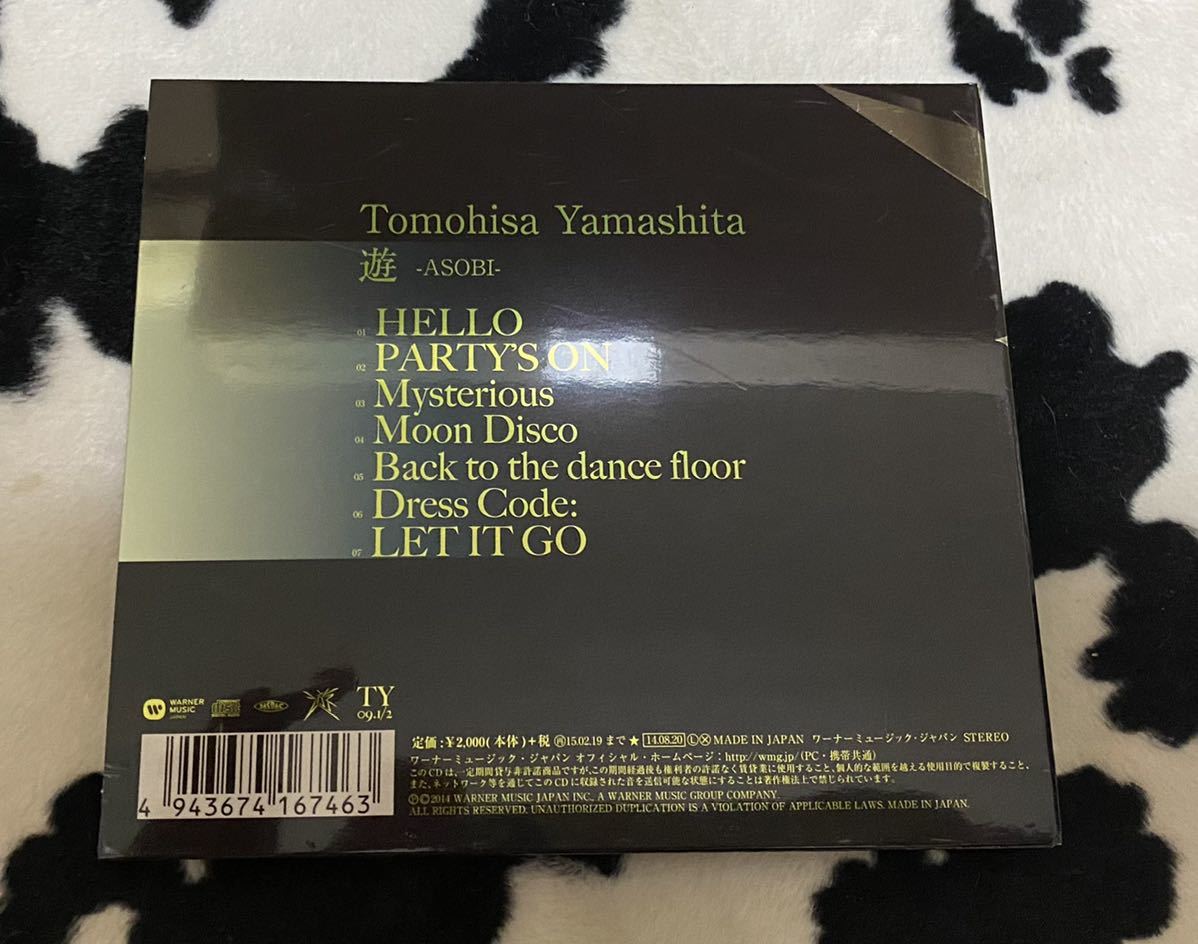 Tomohisa Yamashita
遊 -ASOBI-
01 HELLO
02 PARTY'S ON
03 Mysterious
04 Moon Disco
05 Back to the dance floor
06 Dress Code:
07 LET IT GO
WARNER MUSIC JAPAN
TY
09.1/2
定価:¥2,000(本体)+税 15.02.19まで★ 14.08.20 Ⓛ MADE IN JAPAN ワーナーミュージック・ジャパン STEREO
ワーナーミュージック・ジャパン オフィシャル・ホームページ:http://wmg.jp/(PC・携帯共通)
このCDは、一定期間貸与非許諾商品ですが、この期間経過後も権利者の許諾なく賃貸業に使用すること、個人的な範囲を越える使用目的で複製すること、
また、ネットワーク等を通じてこのCDに収録された音を送信可能な状態にすることは著作権法上で禁じられています。
Ⓟ©2014 WARNER MUSIC JAPAN INC., A WARNER MUSIC GROUP COMPANY.
ALL RIGHTS RESERVED. UNAUTHORIZED DUPLICATION IS A VIOLATION OF APPLICABLE LAWS. MADE IN JAPAN.
4 943674 167463